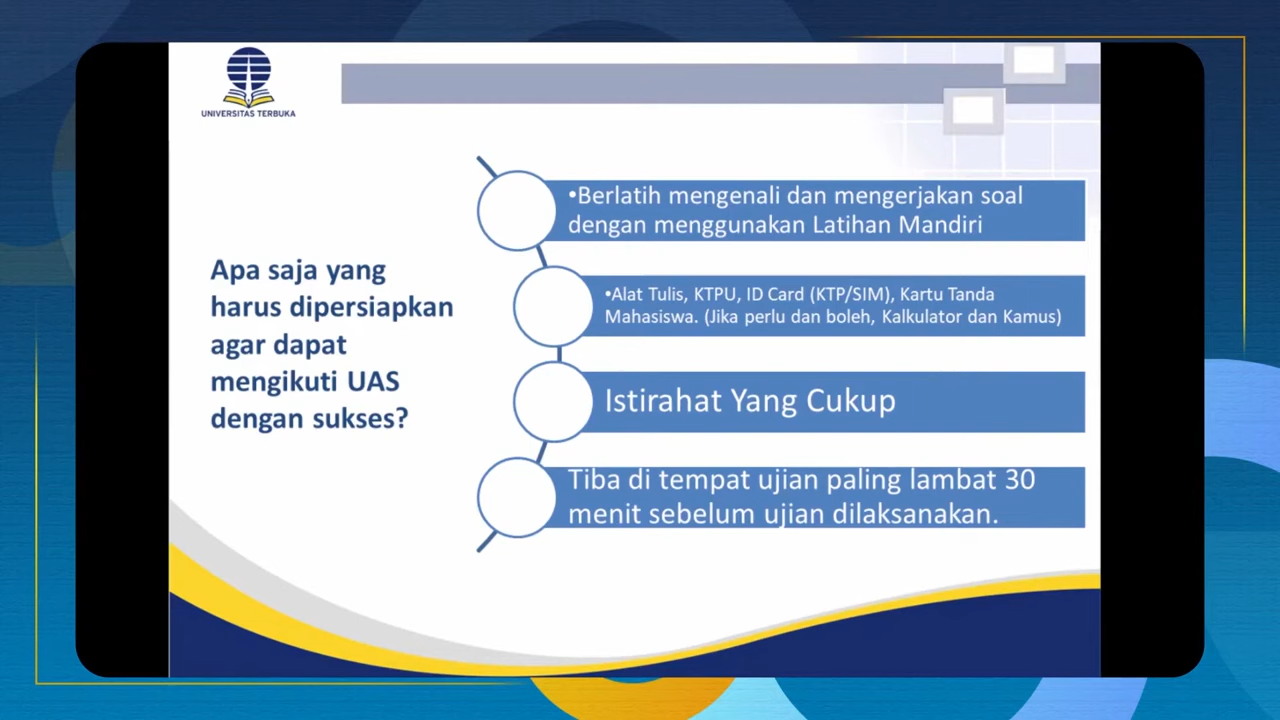 UNIVERSITAS TERBUKA
Apa saja yang
harus dipersiapkan
agar dapat
mengikuti UAS
dengan sukses?
•Berlatih mengenali dan mengerjakan soal
dengan menggunakan Latihan Mandiri
•Alat Tulis, KTPU, ID Card (KTP/SIM), Kartu Tanda
Mahasiswa. (Jika perlu dan boleh, Kalkulator dan Kamus)
Istirahat Yang Cukup
Tiba di tempat ujian paling lambat 30
menit sebelum ujian dilaksanakan.